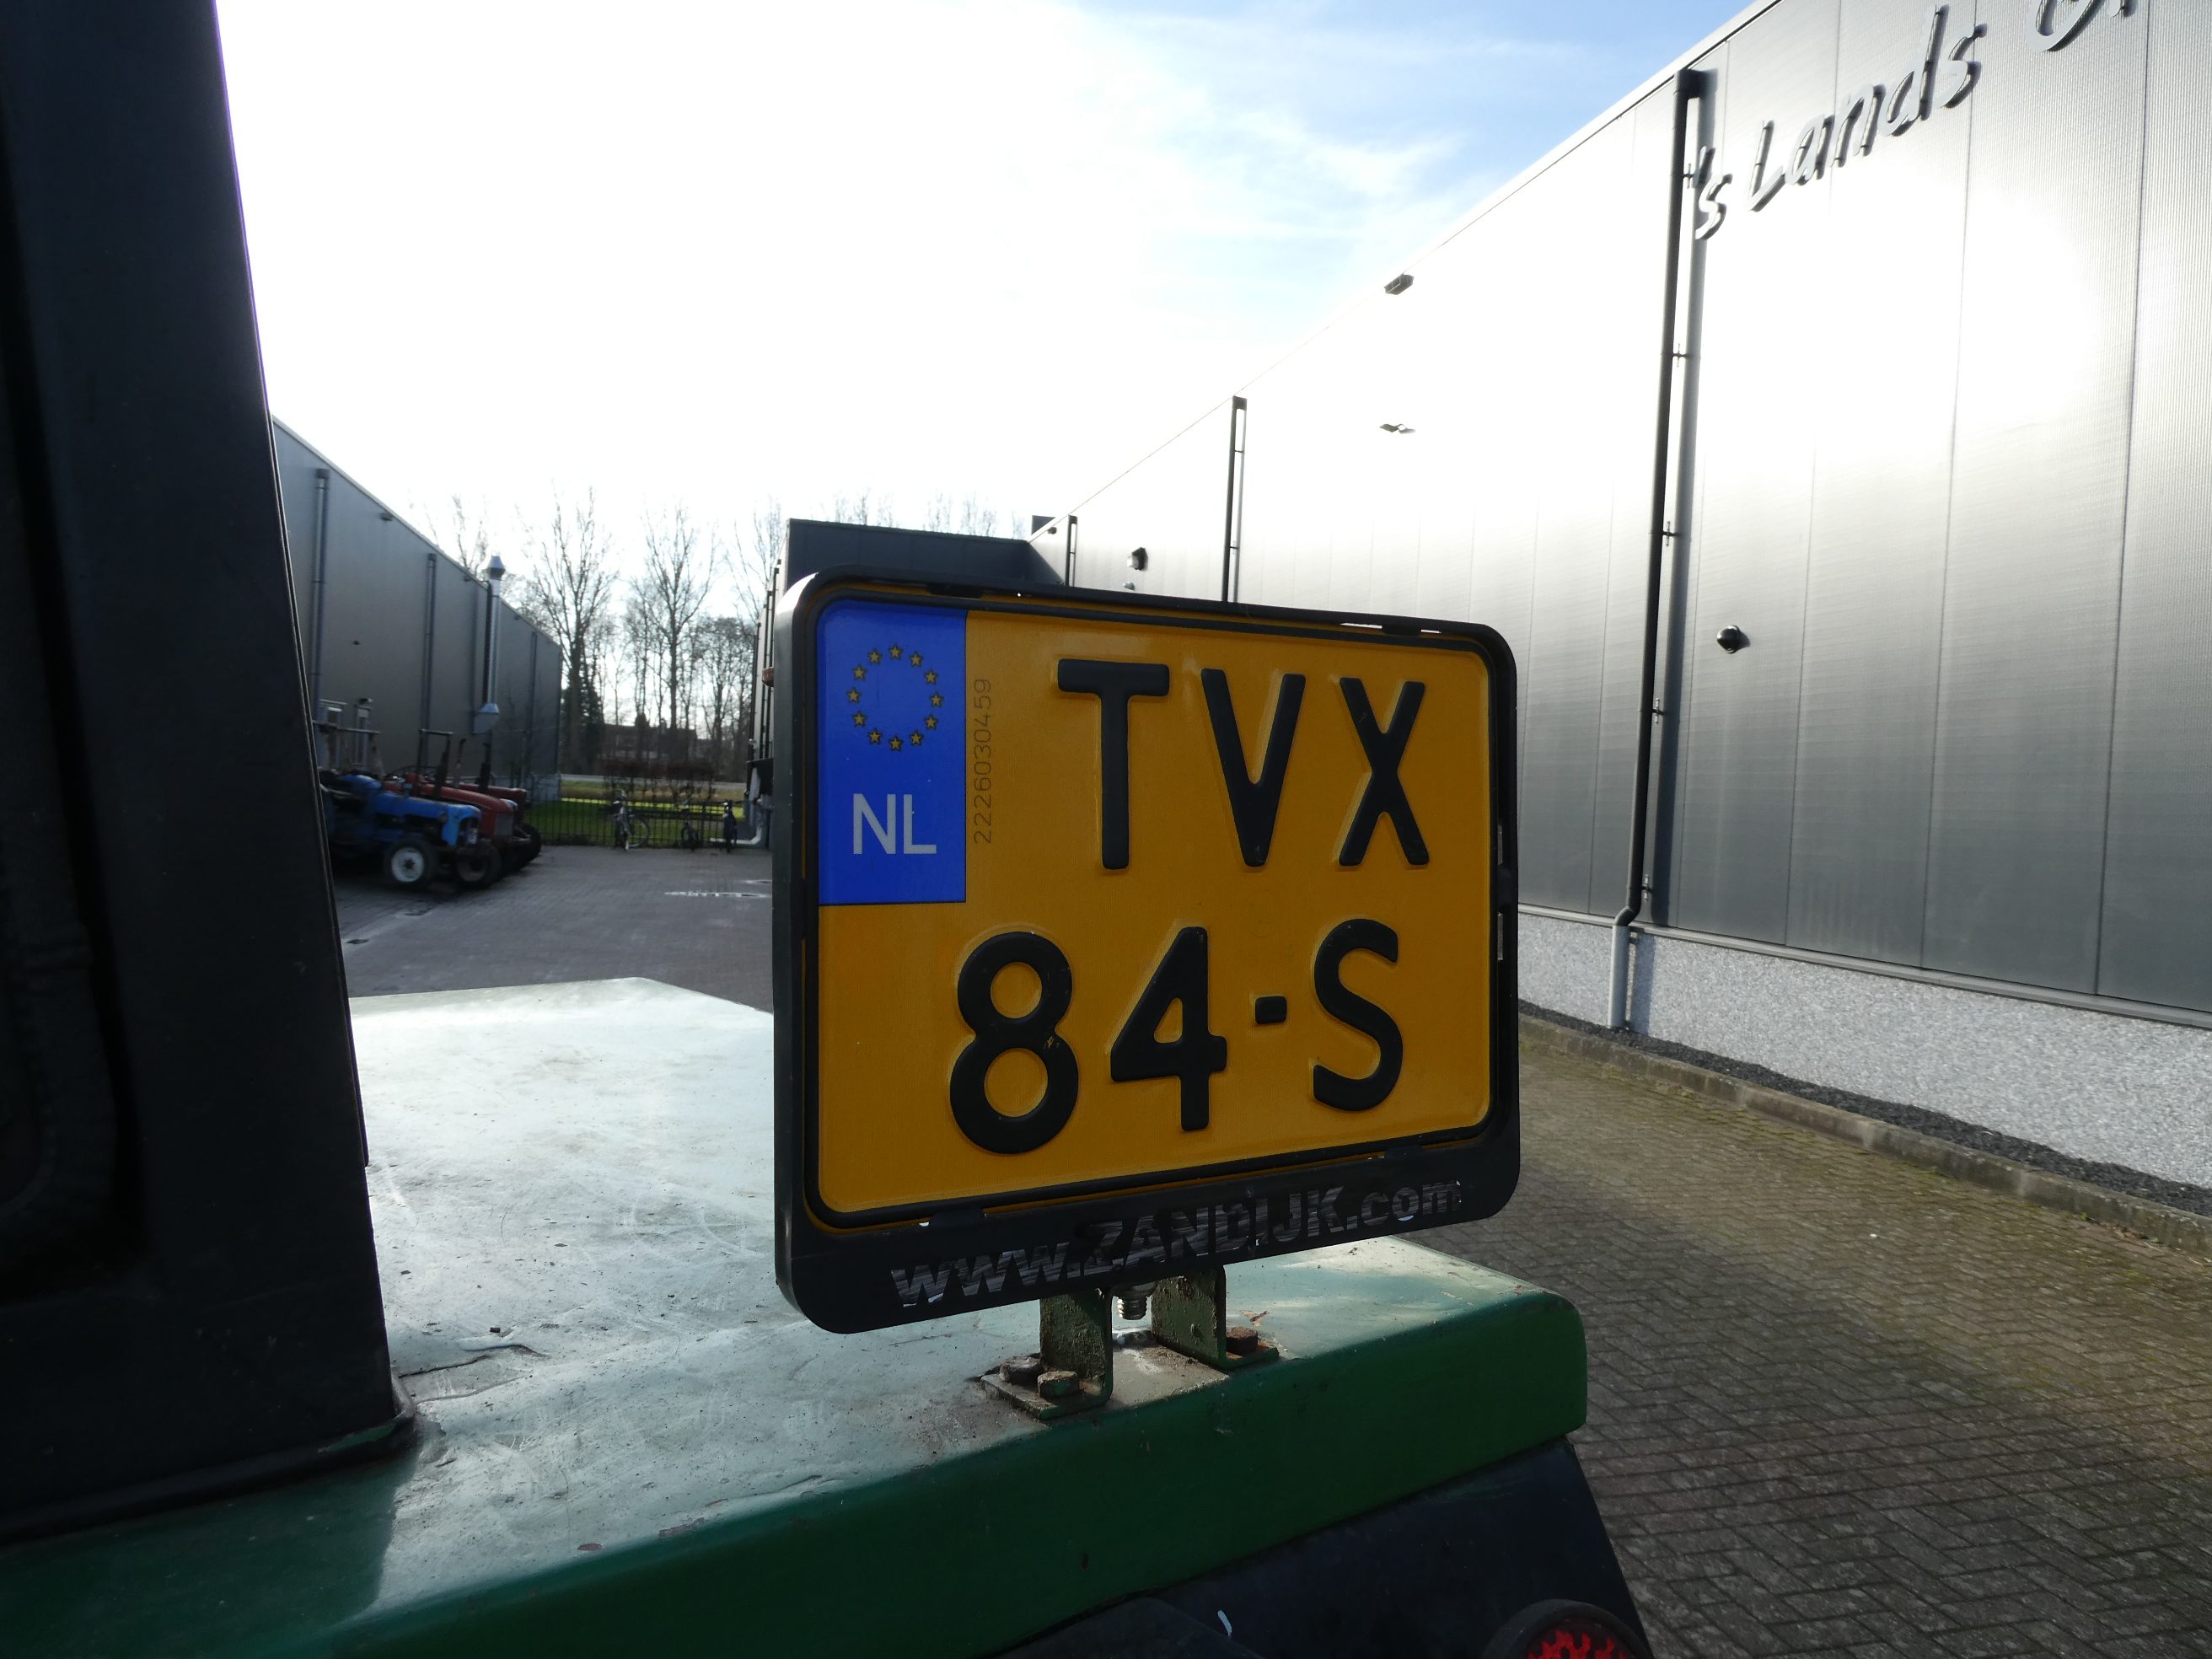 's Lands
NL
2226030459
TVX
84-S
www.ZANDIJK.com